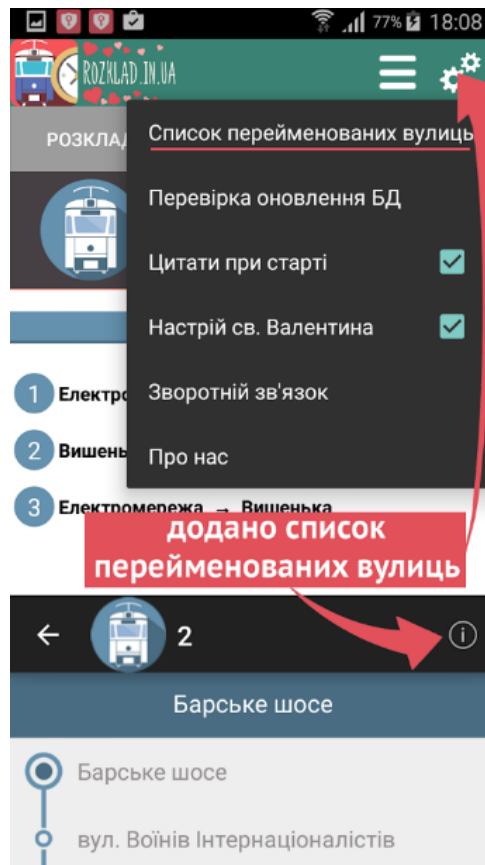 77% 18:08
ROZKLAD.IN.UA
РОЗКЛА
Список перейменованих вулиць
Перевірка оновлення БД
Цитати при старті
Настрій св. Валентина
Зворотній зв'язок
Про нас
1 Електро
2 Вишень
3 Електромережа → Вишенька
додано список
перейменованих вулиць
2
Барське шосе
Барське шосе
вул. Воїнів Інтернаціоналістів